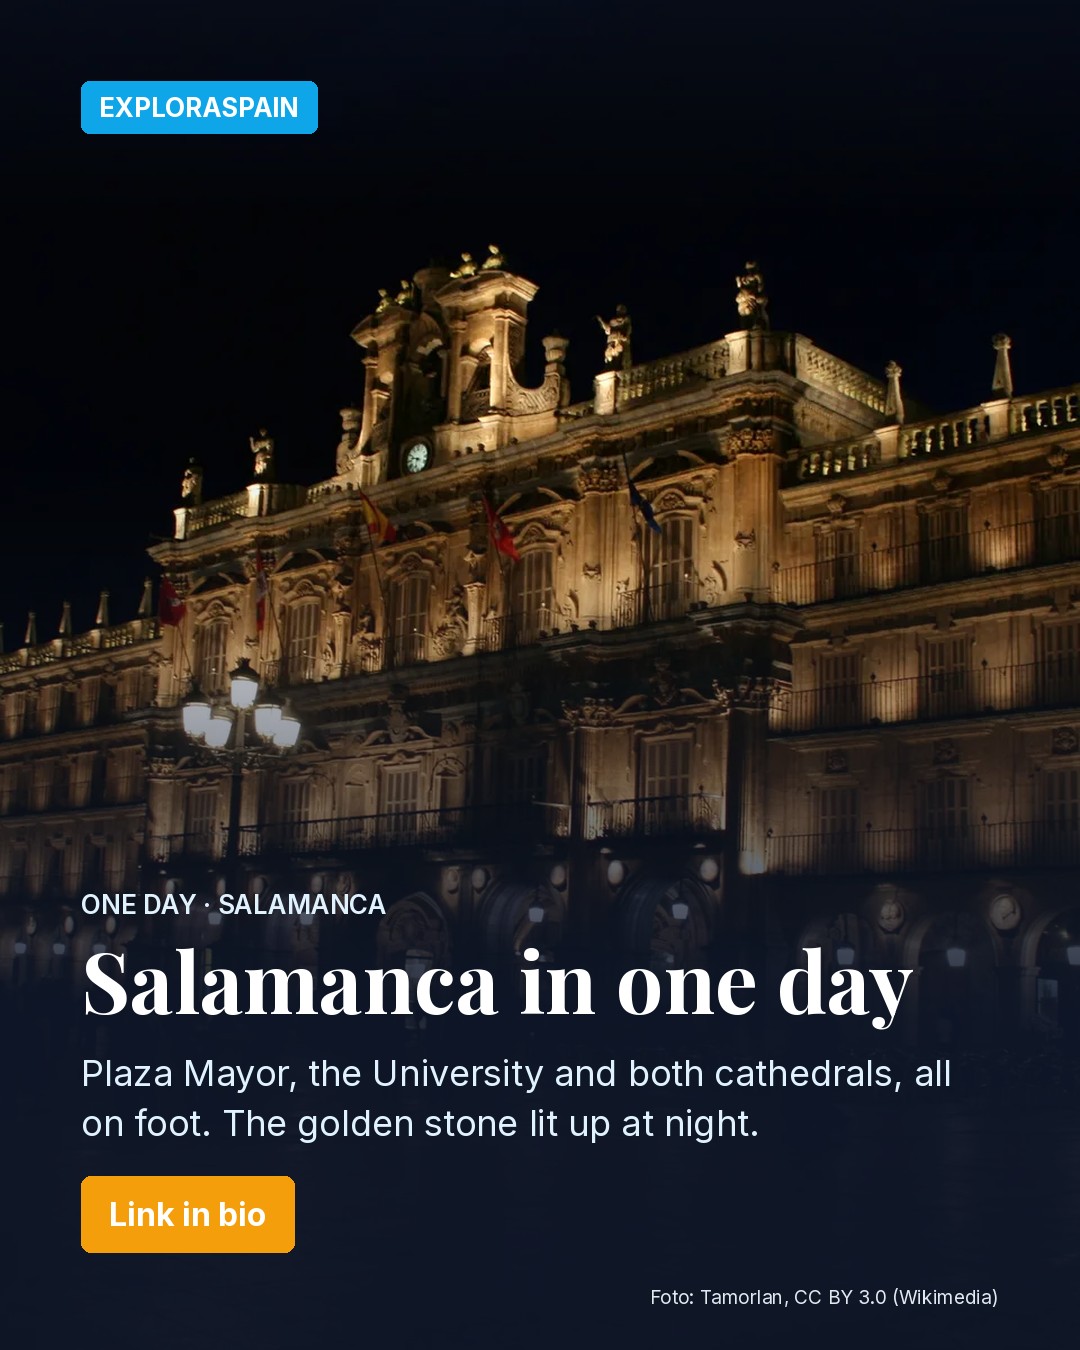 EXPLORASPAIN
ONE DAY · SALAMANCA
Salamanca in one day
Plaza Mayor, the University and both cathedrals, all
on foot. The golden stone lit up at night.
Link in bio
Foto: Tamorlan, CC BY 3.0 (Wikimedia)